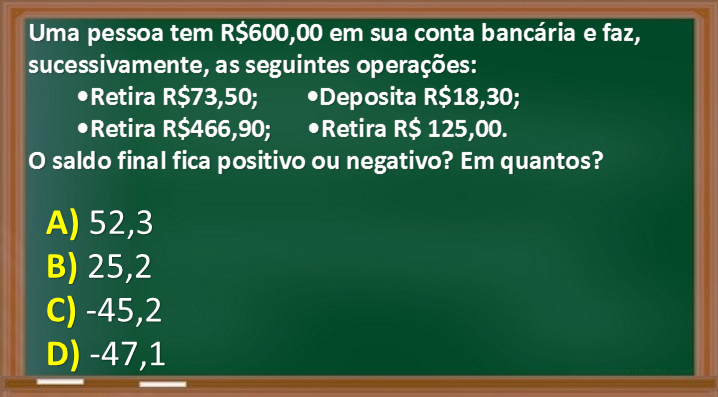 Uma pessoa tem R$600,00 em sua conta bancária e faz,
sucessivamente, as seguintes operações:
•Retira R$73,50; •Deposita R$18,30;
•Retira R$466,90; •Retira R$ 125,00.
O saldo final fica positivo ou negativo? Em quantos?
A) 52,3
B) 25,2
C) -45,2
D) -47,1